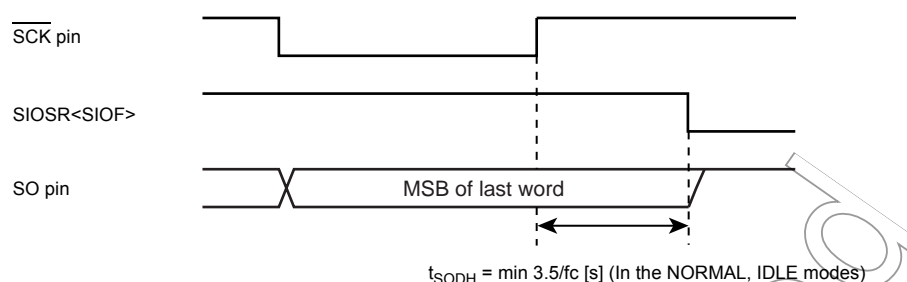 SCK pin
SIOSR<SIOF>
SO pin
MSB of last word
tSODH = min 3.5/fc [s] (In the NORMAL, IDLE modes)